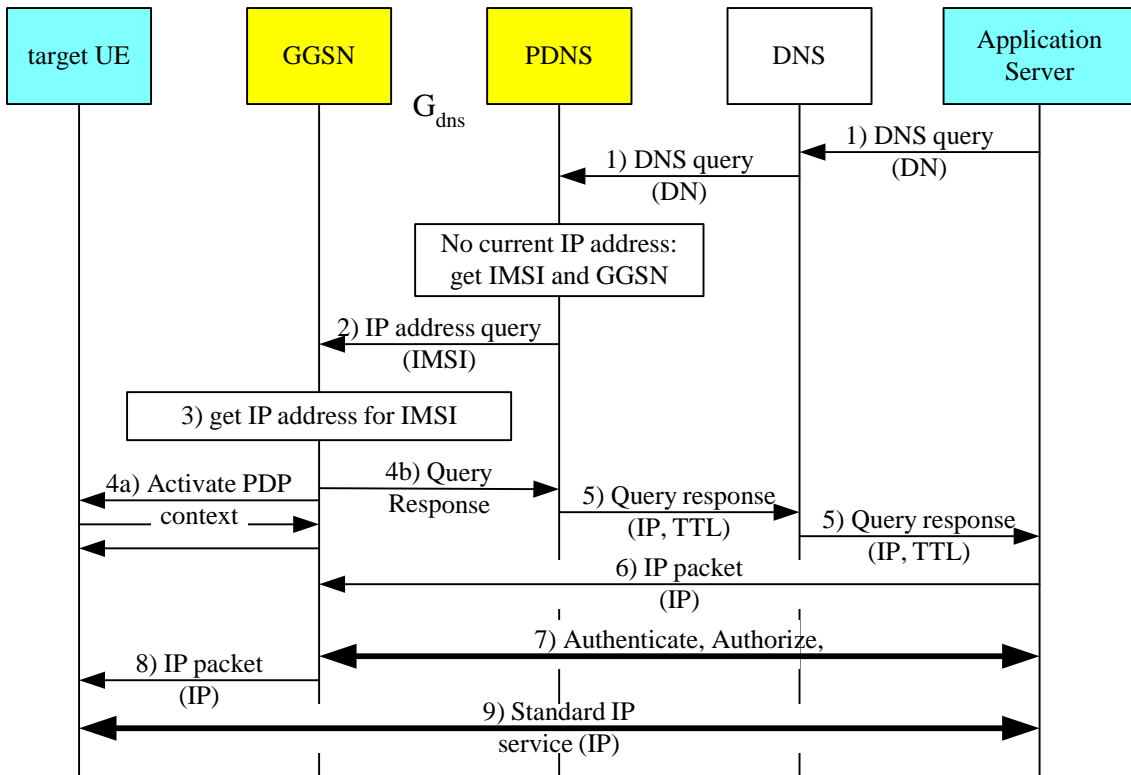 target UE
GGSN
PDNS
DNS
Application
Server
G_dns
1) DNS query
(DN)
1) DNS query
(DN)
No current IP address:
get IMSI and GGSN
2) IP address query
(IMSI)
3) get IP address for IMSI
4a) Activate PDP
context
4b) Query
Response
5) Query response
(IP, TTL)
5) Query response
(IP, TTL)
6) IP packet
(IP)
7) Authenticate, Authorize,
8) IP packet
(IP)
9) Standard IP
service (IP)